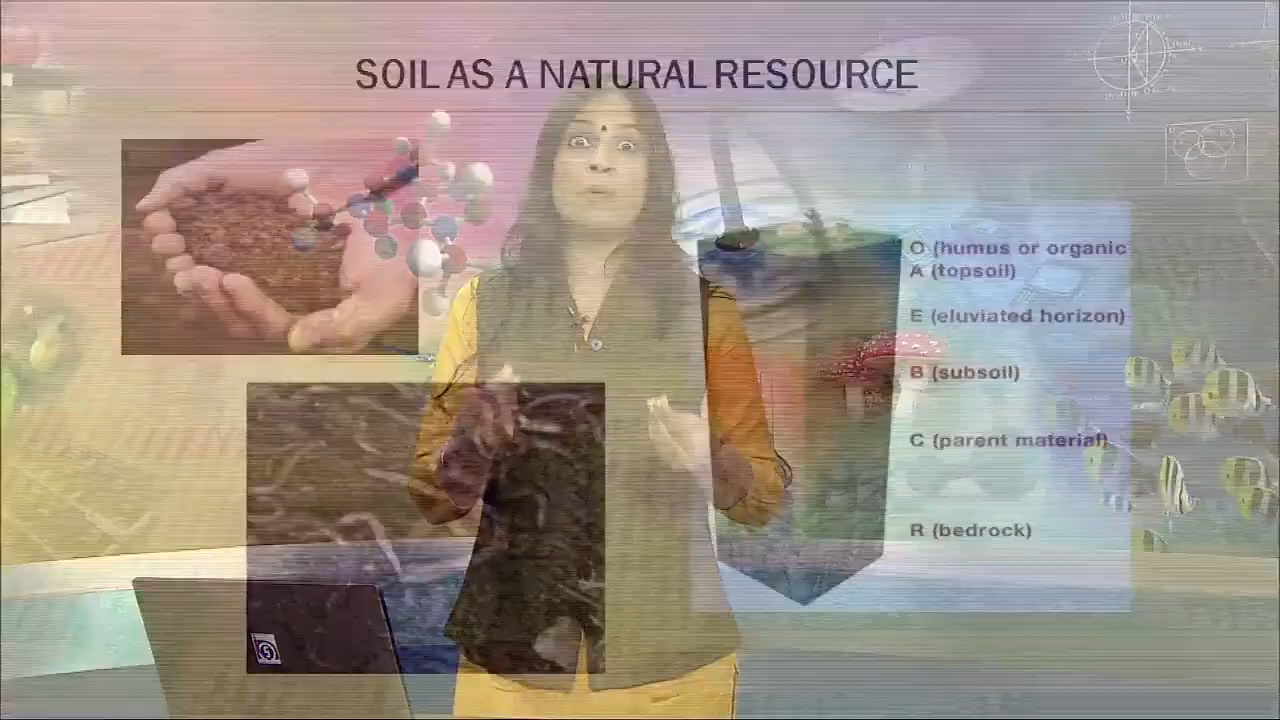 SOIL AS A NATURAL RESOURCE
O (humus or organic
A (topsoil)
E (eluviated horizon)
B (subsoil)
C (parent material)
R (bedrock)